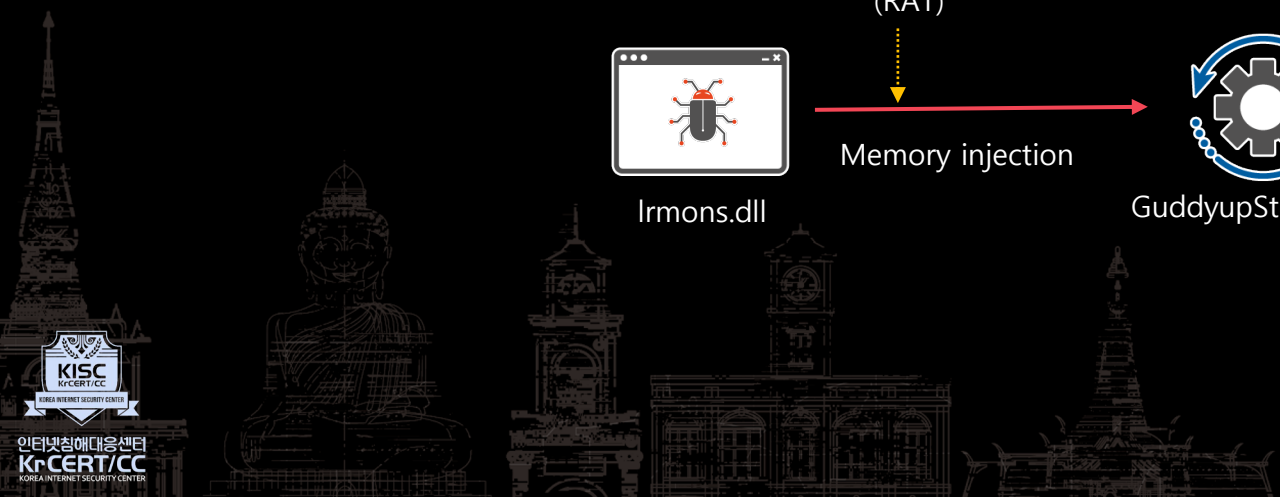 (RAT)
Memory injection
Irmons.dll
GuddyupSt
KISC
KrCERT/CC
KOREA INTERNET SECURITY CENTER
인터넷침해대응센터
KrCERT/CC
KOREA INTERNET SECURITY CENTER